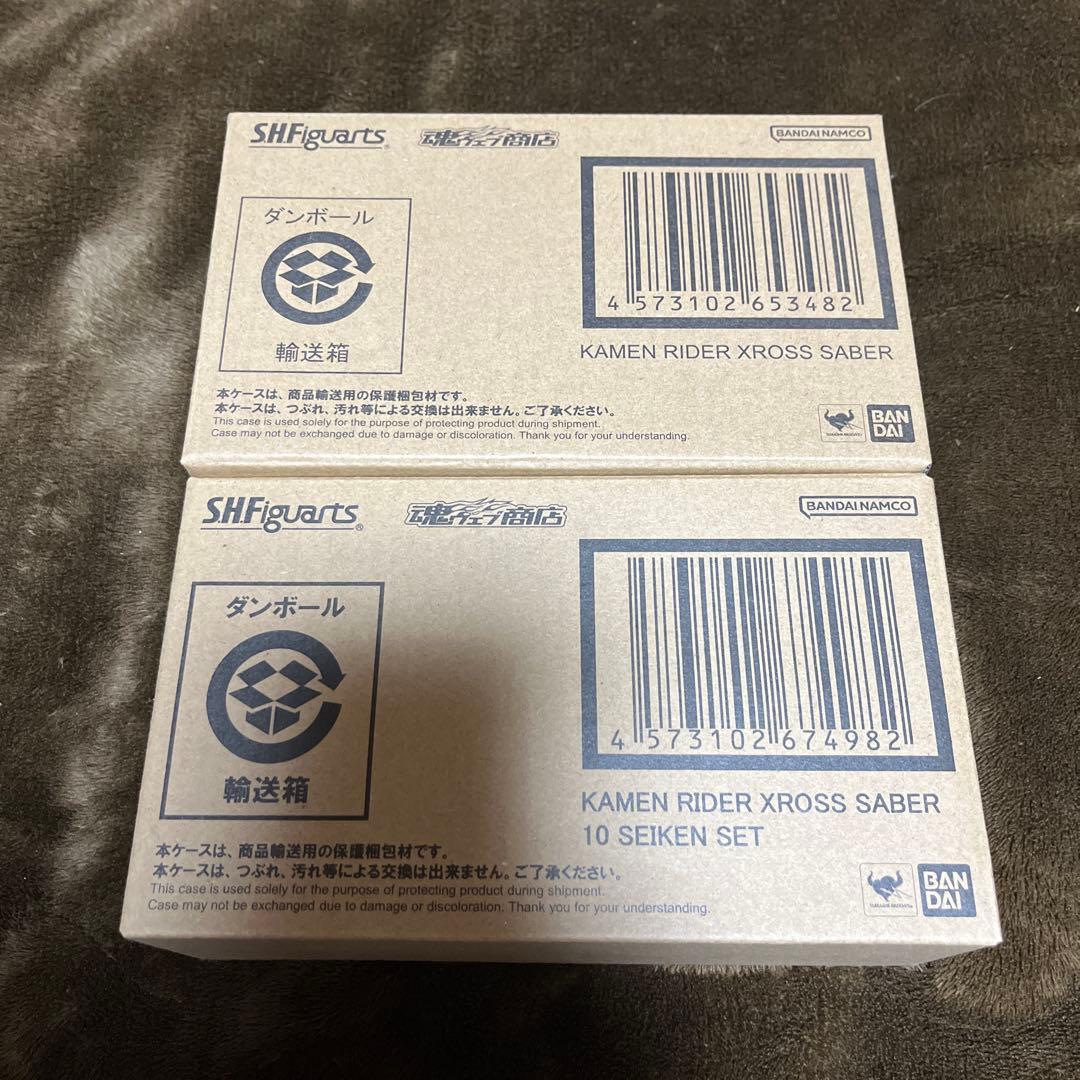 S.H.Figuarts®
魂ウェブ商店
BANDAI NAMCO
ダンボール
輸送箱
4 573102 653482
KAMEN RIDER XROSS SABER
本ケースは、商品輸送用の保護梱包材です。
本ケースは、つぶれ、汚れ等による交換は出来ません。ご了承ください。
This case is used solely for the purpose of protecting product during shipment.
Case may not be exchanged due to damage or discoloration. Thank you for your understanding.
BAN
DAI
S.H.Figuarts®
魂ウェブ商店
BANDAI NAMCO
ダンボール
輸送箱
4 573102 674982
KAMEN RIDER XROSS SABER
10 SEIKEN SET
本ケースは、商品輸送用の保護梱包材です。
本ケースは、つぶれ、汚れ等による交換は出来ません。ご了承ください。
This case is used solely for the purpose of protecting product during shipment.
Case may not be exchanged due to damage or discoloration. Thank you for your understanding.
BAN
DAI